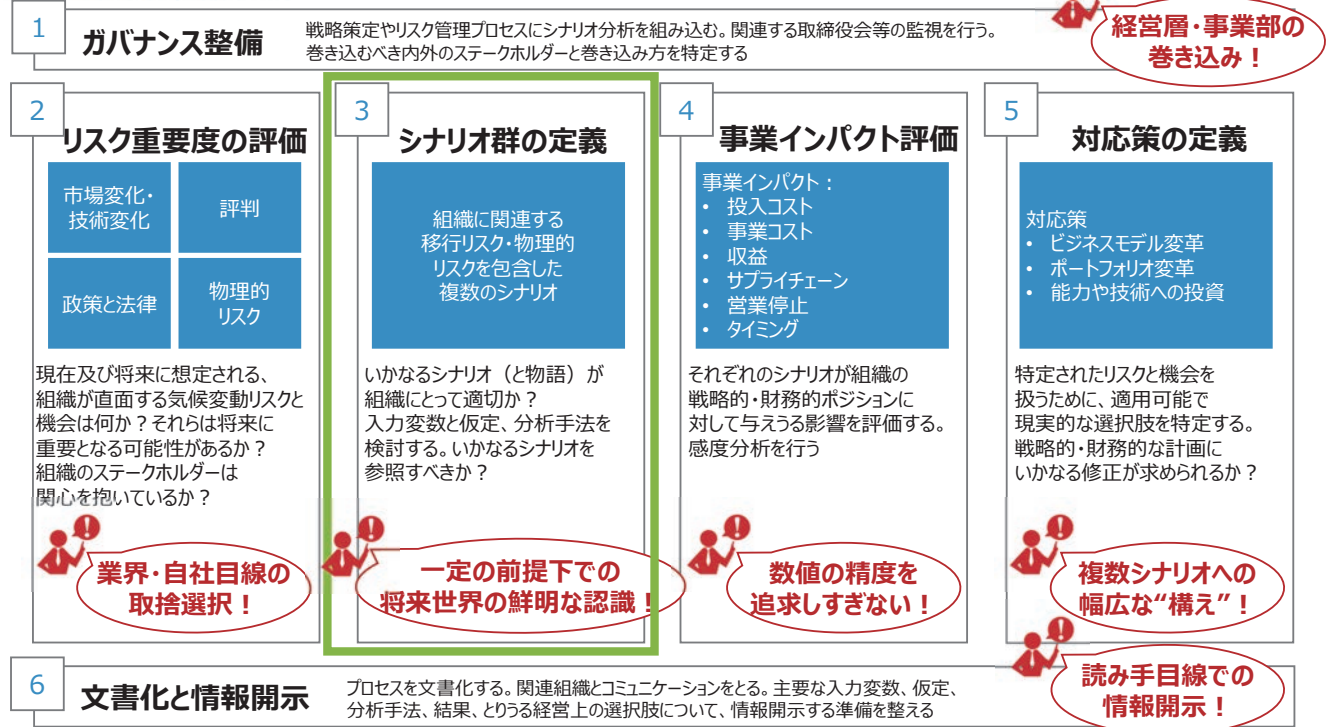 1
ガバナンス整備
戦略策定やリスク管理プロセスにシナリオ分析を組み込む。関連する取締役会等の監視を行う。
巻き込むべき内外のステークホルダーと巻き込み方を特定する
経営層・事業部の
巻き込み！
2
リスク重要度の評価
市場変化・
技術変化
評判
政策と法律
物理的
リスク
現在及び将来に想定される、
組織が直面する気候変動リスクと
機会は何か？それらは将来に
重要となる可能性があるか？
組織のステークホルダーは
関心を抱いているか？
業界・自社目線の
取捨選択！
3
シナリオ群の定義
組織に関連する
移行リスク・物理的
リスクを包含した
複数のシナリオ
いかなるシナリオ（と物語）が
組織にとって適切か？
入力変数と仮定、分析手法を
検討する。いかなるシナリオを
参照すべきか？
一定の前提下での
将来世界の鮮明な認識！
4
事業インパクト評価
事業インパクト：
• 投入コスト
• 事業コスト
• 収益
• サプライチェーン
• 営業停止
• タイミング
それぞれのシナリオが組織の
戦略的・財務的ポジションに
対して与えうる影響を評価する。
感度分析を行う
数値の精度を
追求しすぎない！
5
対応策の定義
対応策
• ビジネスモデル変革
• ポートフォリオ変革
• 能力や技術への投資
特定されたリスクと機会を
扱うために、適用可能で
現実的な選択肢を特定する。
戦略的・財務的な計画に
いかなる修正が求められるか？
複数シナリオへの
幅広な“構え”！
6
文書化と情報開示
プロセスを文書化する。関連組織とコミュニケーションをとる。主要な入力変数、仮定、
分析手法、結果、とりうる経営上の選択肢について、情報開示する準備を整える
読み手目線での
情報開示！